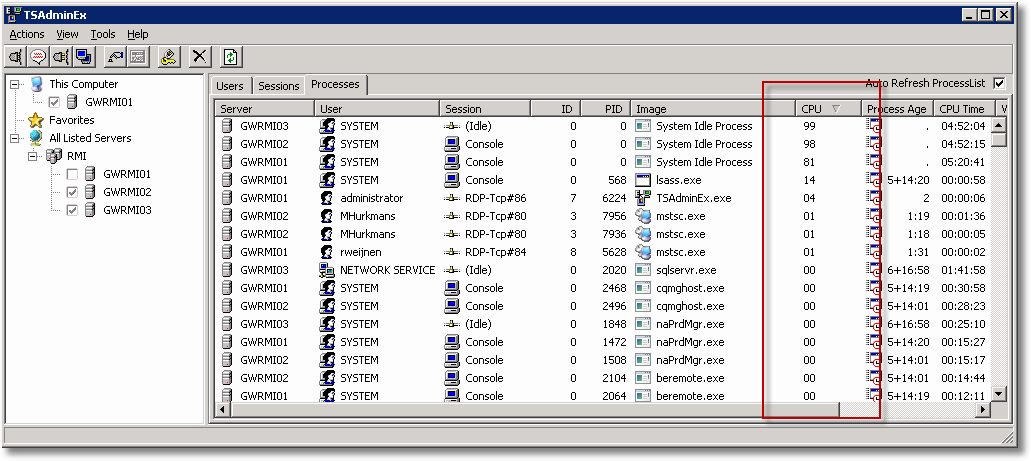 TSAdminEx
Actions View Tools Help
This Computer
GWRMI01
Favorites
All Listed Servers
RMI
GWRMI01
GWRMI02
GWRMI03
Users Sessions Processes Auto Refresh ProcessList
Server User Session ID PID Image CPU Process Age CPU Time V
GWRMI03 SYSTEM (Idle) 0 0 System Idle Process 99 . 04:52:04
GWRMI02 SYSTEM Console 0 0 System Idle Process 98 . 04:52:15
GWRMI01 SYSTEM Console 0 0 System Idle Process 81 . 05:20:41
GWRMI01 SYSTEM Console 0 568 lsass.exe 14 5+14:20 00:00:58
GWRMI01 administrator RDP-Tcp#86 7 6224 TSAdminEx.exe 04 2 00:00:06
GWRMI02 MHurkmans RDP-Tcp#80 3 7956 mstsc.exe 01 1:19 00:01:36
GWRMI02 MHurkmans RDP-Tcp#80 3 7936 mstsc.exe 01 1:18 00:00:05
GWRMI01 rweijnen RDP-Tcp#84 8 5628 mstsc.exe 01 1:31 00:00:02
GWRMI03 NETWORK SERVICE (Idle) 0 2020 sqlservr.exe 00 6+16:58 01:41:58
GWRMI01 SYSTEM Console 0 2468 cqmghost.exe 00 5+14:19 00:30:58
GWRMI02 SYSTEM Console 0 2496 cqmghost.exe 00 5+14:01 00:28:23
GWRMI03 SYSTEM (Idle) 0 1848 naPrdMgr.exe 00 6+16:58 00:25:10
GWRMI01 SYSTEM Console 0 1472 naPrdMgr.exe 00 5+14:20 00:15:27
GWRMI02 SYSTEM Console 0 1508 naPrdMgr.exe 00 5+14:01 00:15:17
GWRMI02 SYSTEM Console 0 2104 beremote.exe 00 5+14:01 00:14:44
GWRMI01 SYSTEM Console 0 2064 beremote.exe 00 5+14:19 00:12:11